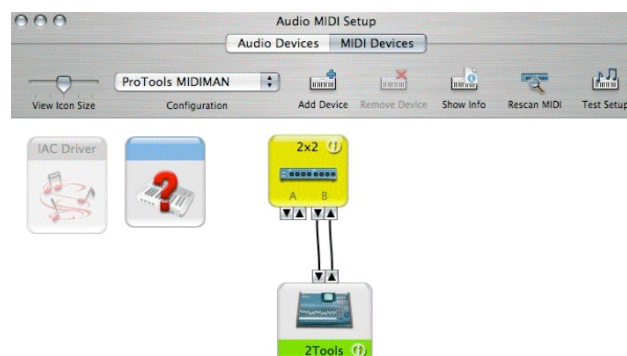 Audio MIDI Setup
Audio Devices MIDI Devices
ProTools MIDIMAN
View Icon Size Configuration Add Device Remove Device Show Info Rescan MIDI Test Setup
IAC Driver
2x2
A B
2Tools